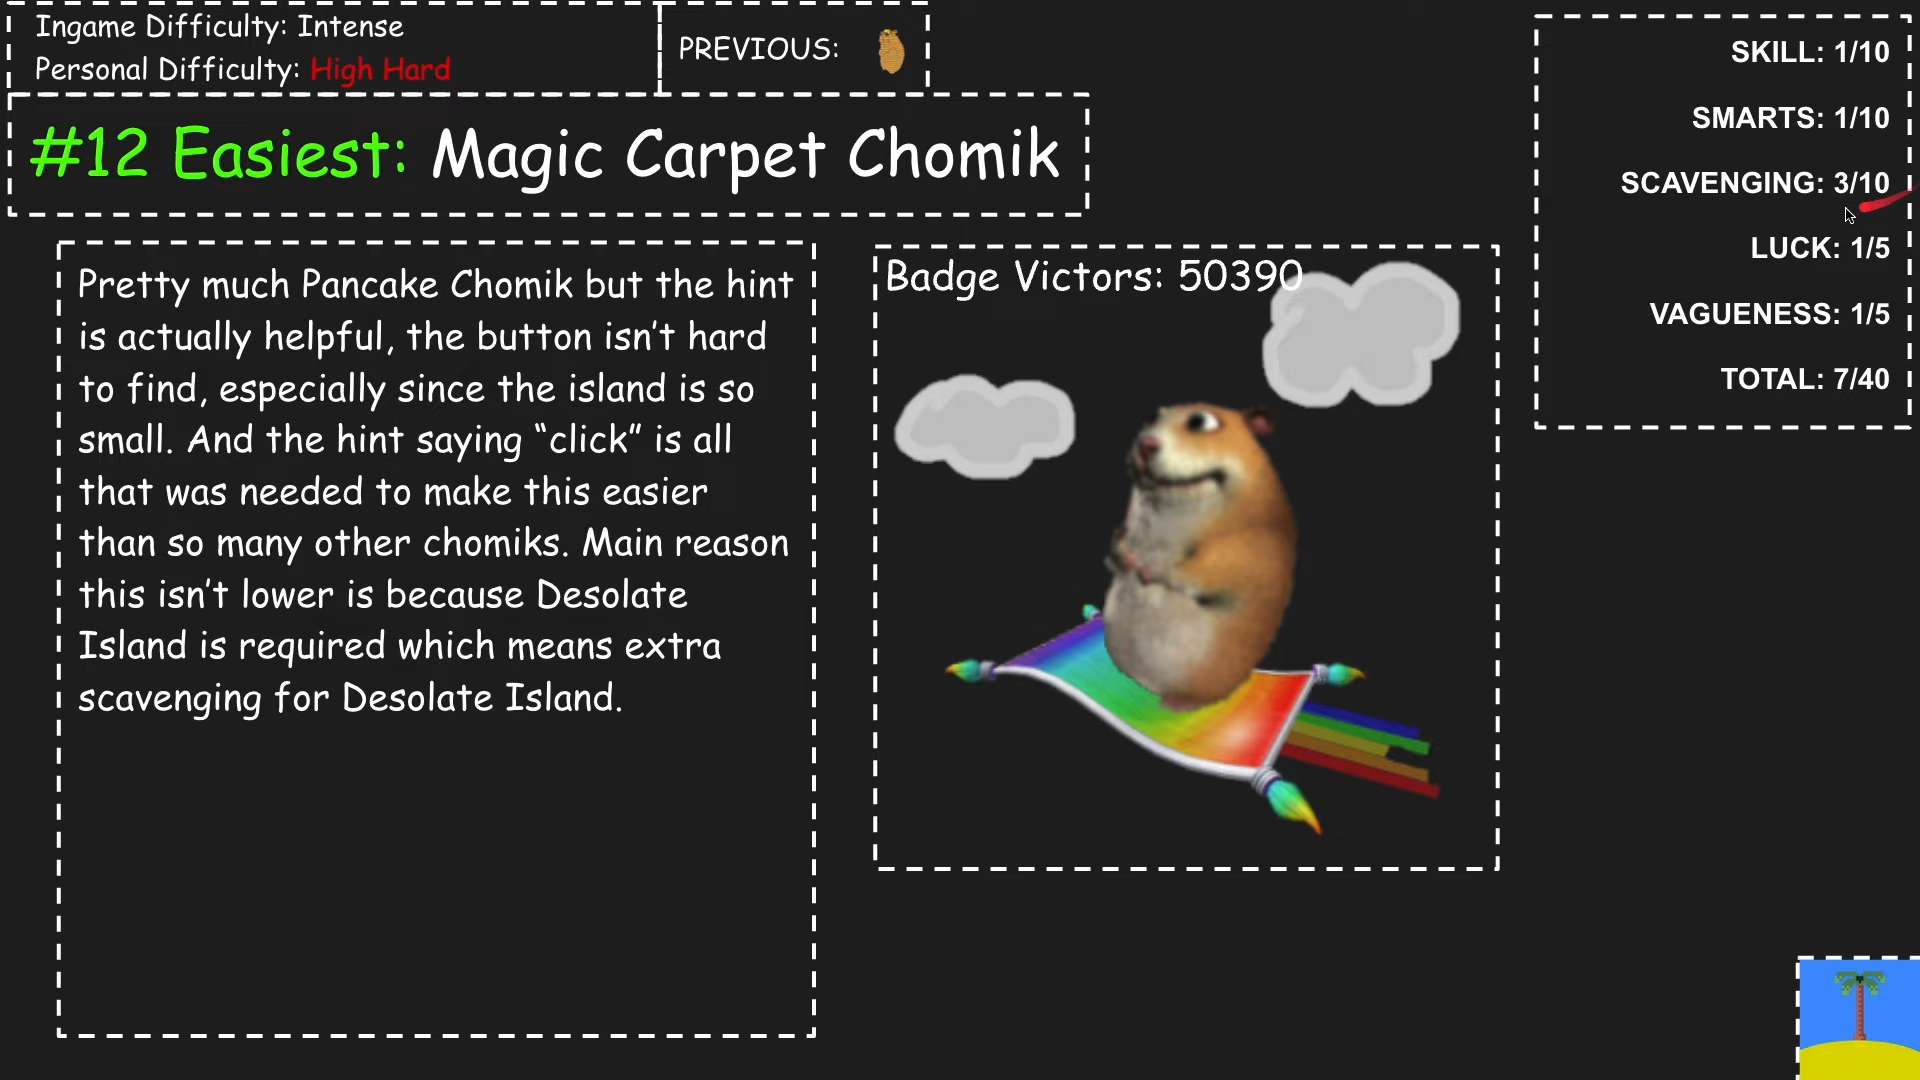 Ingame Difficulty: Intense
Personal Difficulty: High Hard
PREVIOUS:
#12 Easiest: Magic Carpet Chomik
Pretty much Pancake Chomik but the hint
is actually helpful, the button isn’t hard
to find, especially since the island is so
small. And the hint saying “click” is all
that was needed to make this easier
than so many other chomiks. Main reason
this isn’t lower is because Desolate
Island is required which means extra
scavenging for Desolate Island.
Badge Victors: 50390
SKILL: 1/10
SMARTS: 1/10
SCAVENGING: 3/10
LUCK: 1/5
VAGUENESS: 1/5
TOTAL: 7/40